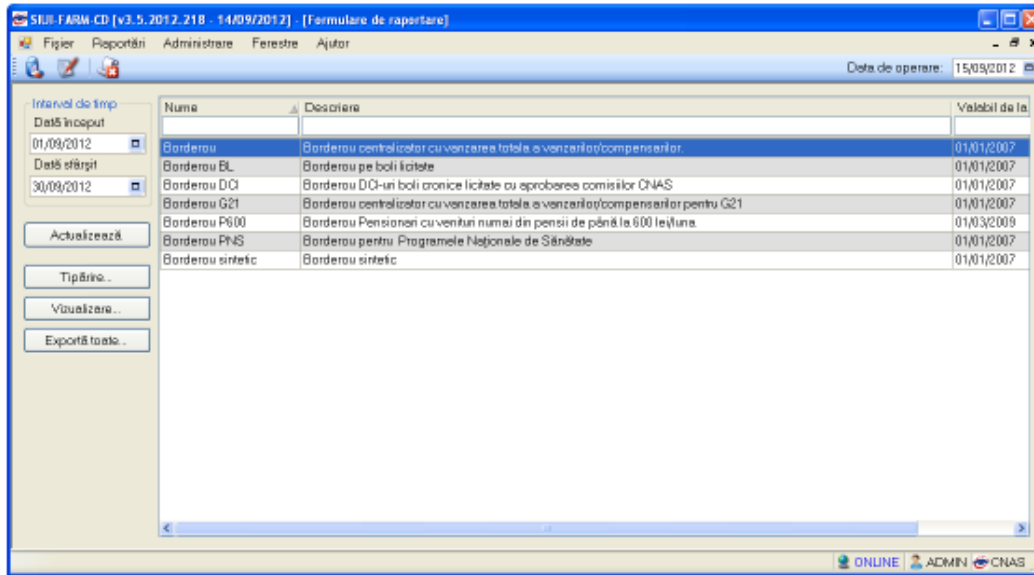 SIUI-FARM-CD [v3.5.2012.218 - 14/09/2012] - [Formulare de raportare]
Fişier Raportări Administrare Ferestre Ajutor
Data de operare: 15/09/2012
Interval de timp
Dată început
01/09/2012
Dată sfârşit
30/09/2012
Actualizează
Tipărire...
Vizualizare...
Exportă toate...
Nume Descriere Valabil de la
Borderou Borderou centralizator cu vanzarea totala a vanzarilor/compensarilor. 01/01/2007
Borderou BL Borderou pe boli licitate 01/01/2007
Borderou DCI Borderou DCI-uri boli cronice licitate cu aprobarea comisiilor CNAS 01/01/2007
Borderou G21 Borderou centralizator cu vanzarea totala a vanzarilor/compensarilor pentru G21 01/01/2007
Borderou P600 Borderou Pensionari cu venituri numai din pensii de până la 600 lei/luna. 01/03/2009
Borderou PNS Borderou pentru Programele Naţionale de Sănătate 01/01/2007
Borderou sintetic Borderou sintetic 01/01/2007
ONLINE ADMIN CNAS